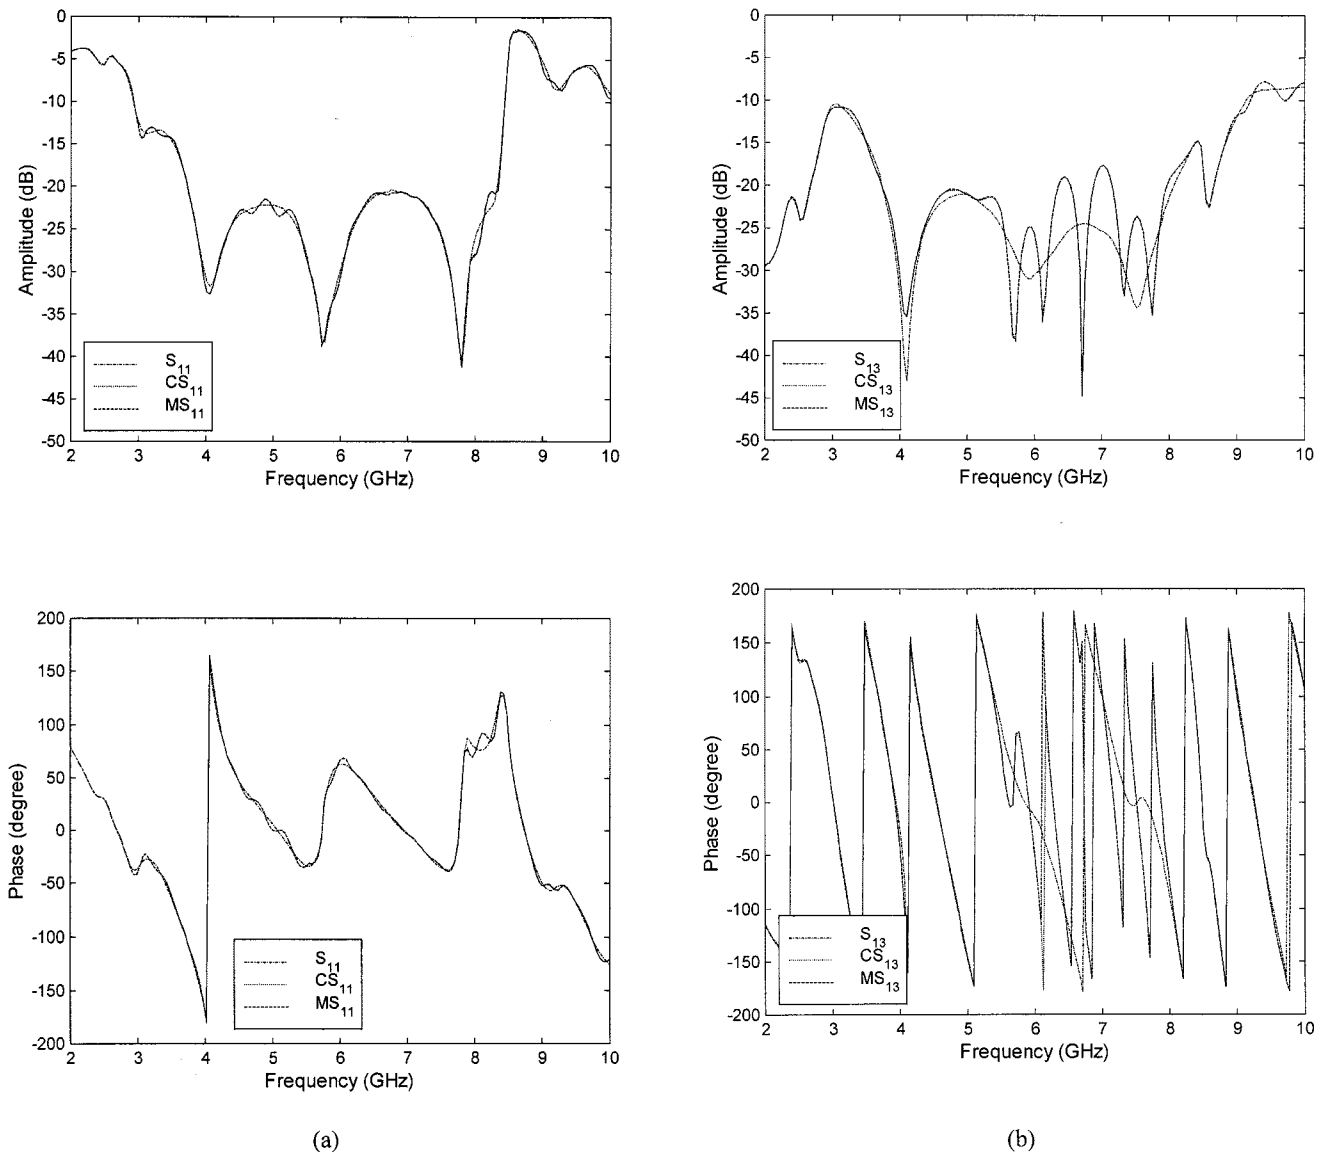 0
-5
-10
-15
-20
-25
-30
-35
-40
-45
-50
Amplitude (dB)
S11
CS11
MS11
2 3 4 5 6 7 8 9 10
Frequency (GHz)
0
-5
-10
-15
-20
-25
-30
-35
-40
-45
-50
Amplitude (dB)
S13
CS13
MS13
2 3 4 5 6 7 8 9 10
Frequency (GHz)
200
150
100
50
0
-50
-100
-150
-200
Phase (degree)
S11
CS11
MS11
2 3 4 5 6 7 8 9 10
Frequency (GHz)
(a)
200
150
100
50
0
-50
-100
-150
-200
Phase (degree)
S13
CS13
MS13
2 3 4 5 6 7 8 9 10
Frequency (GHz)
(b)